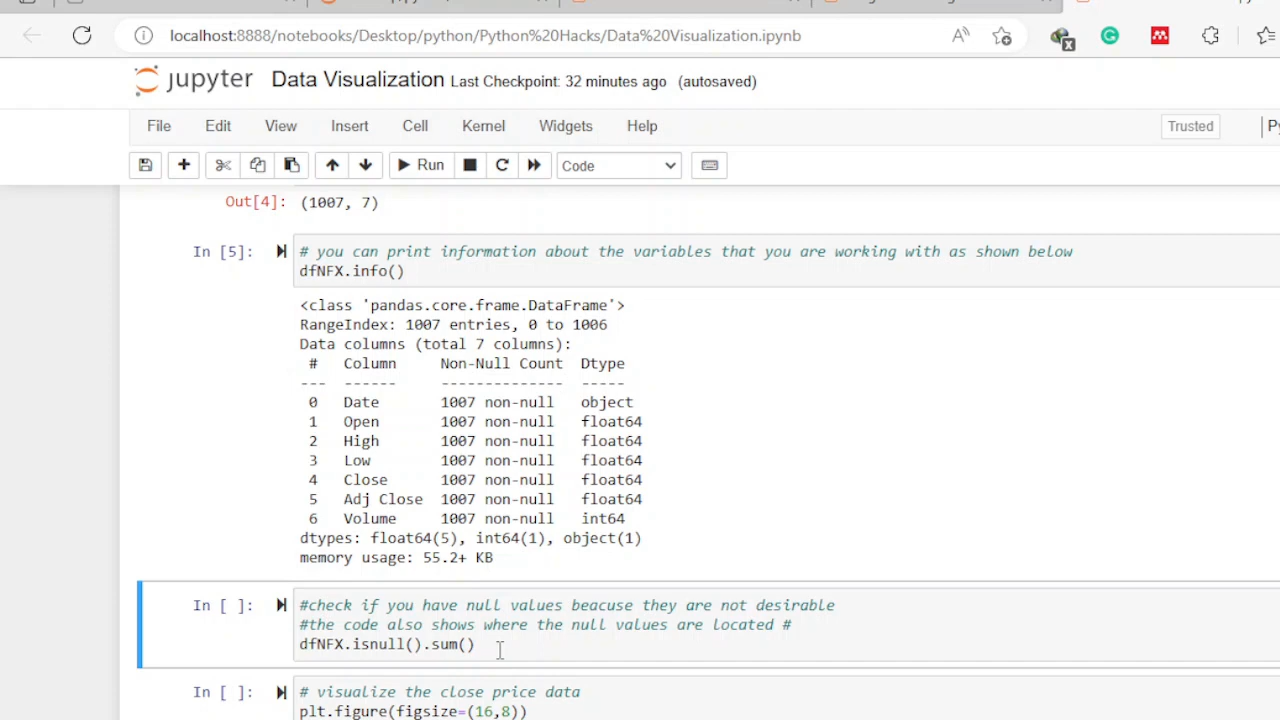 localhost:8888/notebooks/Desktop/python/Python%20Hacks/Data%20Visualization.ipynb
jupyter Data Visualization Last Checkpoint: 32 minutes ago (autosaved)
File Edit View Insert Cell Kernel Widgets Help Trusted
Run Code
Out[4]: (1007, 7)
In [5]: # you can print information about the variables that you are working with as shown below
dfNFX.info()
<class 'pandas.core.frame.DataFrame'>
RangeIndex: 1007 entries, 0 to 1006
Data columns (total 7 columns):
# Column Non-Null Count Dtype
--- ------ -------------- -----
0 Date 1007 non-null object
1 Open 1007 non-null float64
2 High 1007 non-null float64
3 Low 1007 non-null float64
4 Close 1007 non-null float64
5 Adj Close 1007 non-null float64
6 Volume 1007 non-null int64
dtypes: float64(5), int64(1), object(1)
memory usage: 55.2+ KB
In [ ]: #check if you have null values beacuse they are not desirable
#the code also shows where the null values are located #
dfNFX.isnull().sum()
In [ ]: # visualize the close price data
plt.figure(figsize=(16,8))